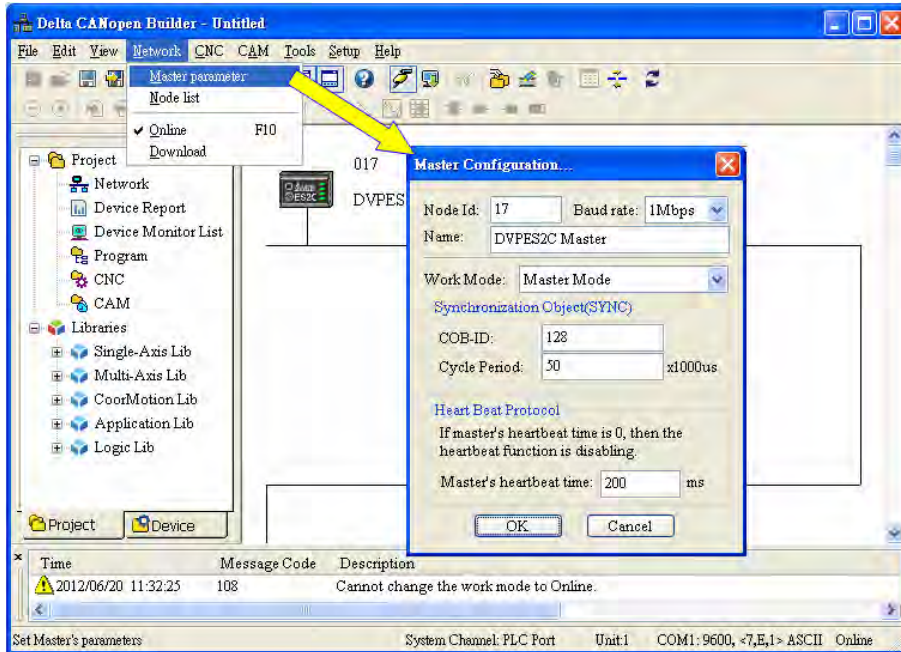 Delta CANopen Builder - Untitled
File Edit View Network CNC CAM Tools Setup Help
Master parameter
Node list
Online F10
Download
Project
Network
Device Report
Device Monitor List
Program
CNC
CAM
Libraries
Single-Axis Lib
Multi-Axis Lib
CoorMotion Lib
Application Lib
Logic Lib
Project Device
017
DVPES
ES2C
Master Configuration...
Node Id: 17 Baud rate: 1Mbps
Name: DVPES2C Master
Work Mode: Master Mode
Synchronization Object(SYNC)
COB-ID: 128
Cycle Period: 50 x1000us
Heart Beat Protocol
If master's heartbeat time is 0, then the
heartbeat function is disabling.
Master's heartbeat time: 200 ms
OK Cancel
Time Message Code Description
2012/06/20 11:32:25 108 Cannot change the work mode to Online.
Set Master's parameters System Channel: PLC Port Unit:1 COM1: 9600, <7,E,1> ASCII Online